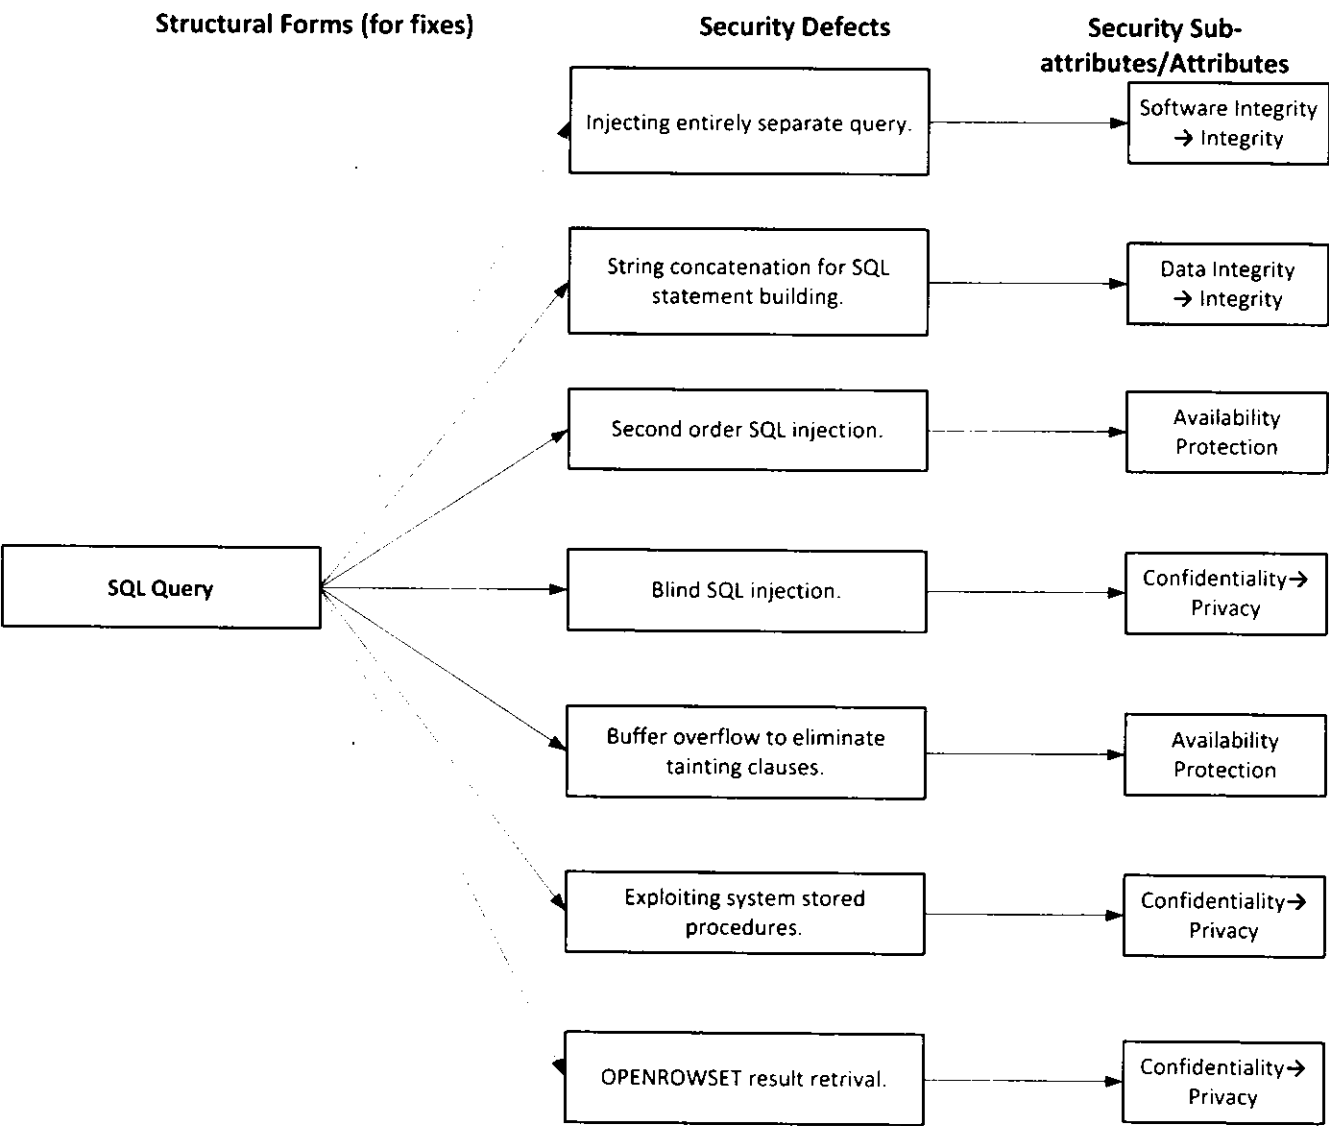 Structural Forms (for fixes)
Security Defects
Security Sub-
attributes/Attributes
Injecting entirely separate query.
Software Integrity
→ Integrity
String concatenation for SQL
statement building.
Data Integrity
→ Integrity
Second order SQL injection.
Availability
Protection
SQL Query
Blind SQL injection.
Confidentiality→
Privacy
Buffer overflow to eliminate
tainting clauses.
Availability
Protection
Exploiting system stored
procedures.
Confidentiality→
Privacy
OPENROWSET result retrival.
Confidentiality→
Privacy